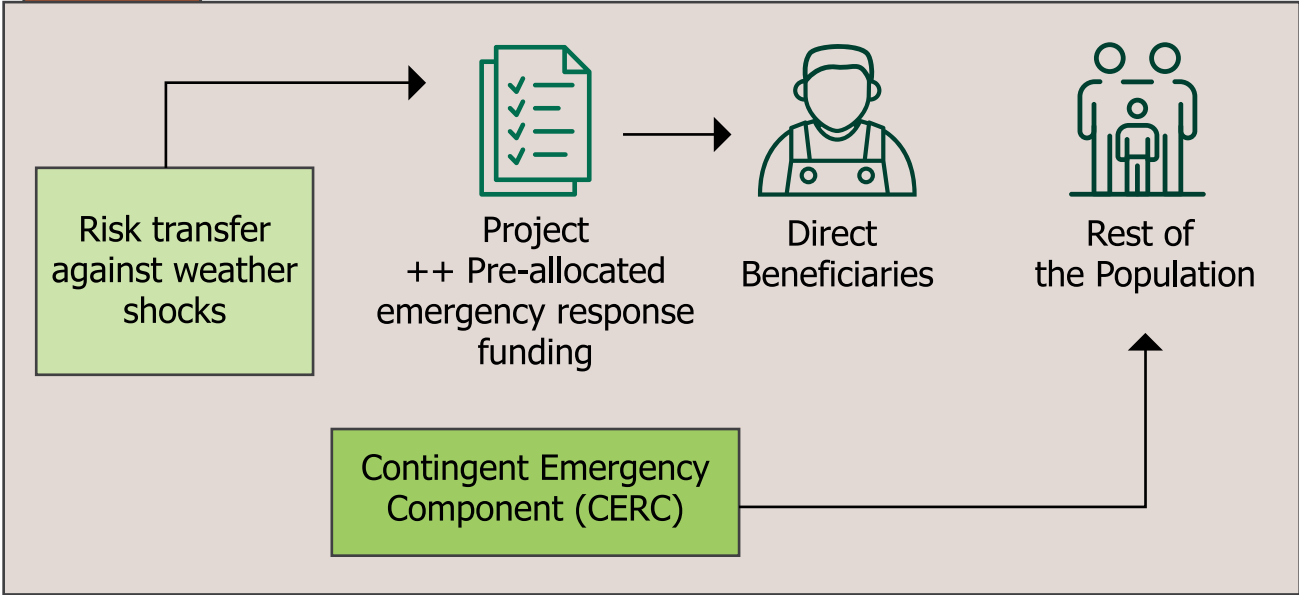 Risk transfer
against weather
shocks
Project
++ Pre-allocated
emergency response
funding
Direct
Beneficiaries
Rest of
the Population
Contingent Emergency
Component (CERC)